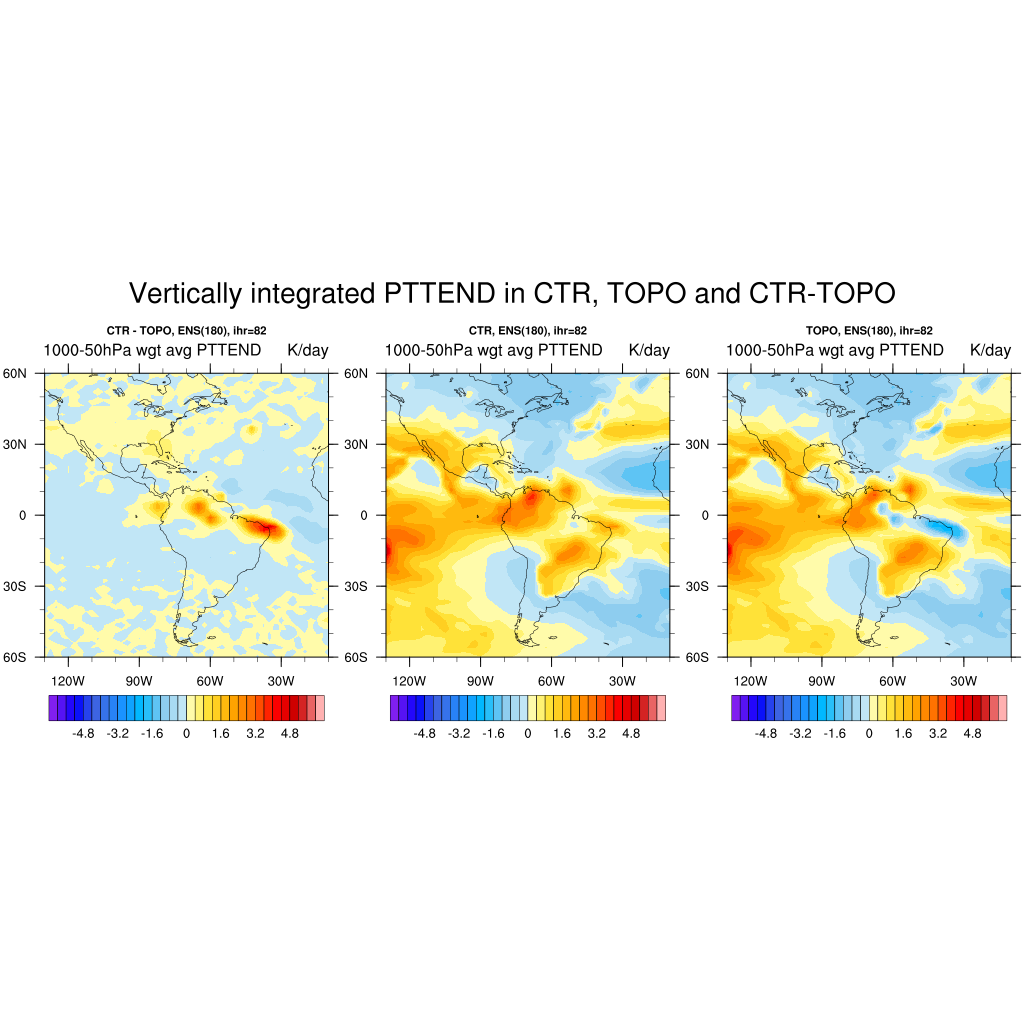 Vertically integrated PTTEND in CTR, TOPO and CTR-TOPO
CTR - TOPO, ENS(180), ihr=82
1000-50hPa wgt avg PTTEND K/day
60N
30N
0
30S
60S
120W 90W 60W 30W
-4.8 -3.2 -1.6 0 1.6 3.2 4.8
CTR, ENS(180), ihr=82
1000-50hPa wgt avg PTTEND K/day
60N
30N
0
30S
60S
120W 90W 60W 30W
-4.8 -3.2 -1.6 0 1.6 3.2 4.8
TOPO, ENS(180), ihr=82
1000-50hPa wgt avg PTTEND K/day
60N
30N
0
30S
60S
120W 90W 60W 30W
-4.8 -3.2 -1.6 0 1.6 3.2 4.8